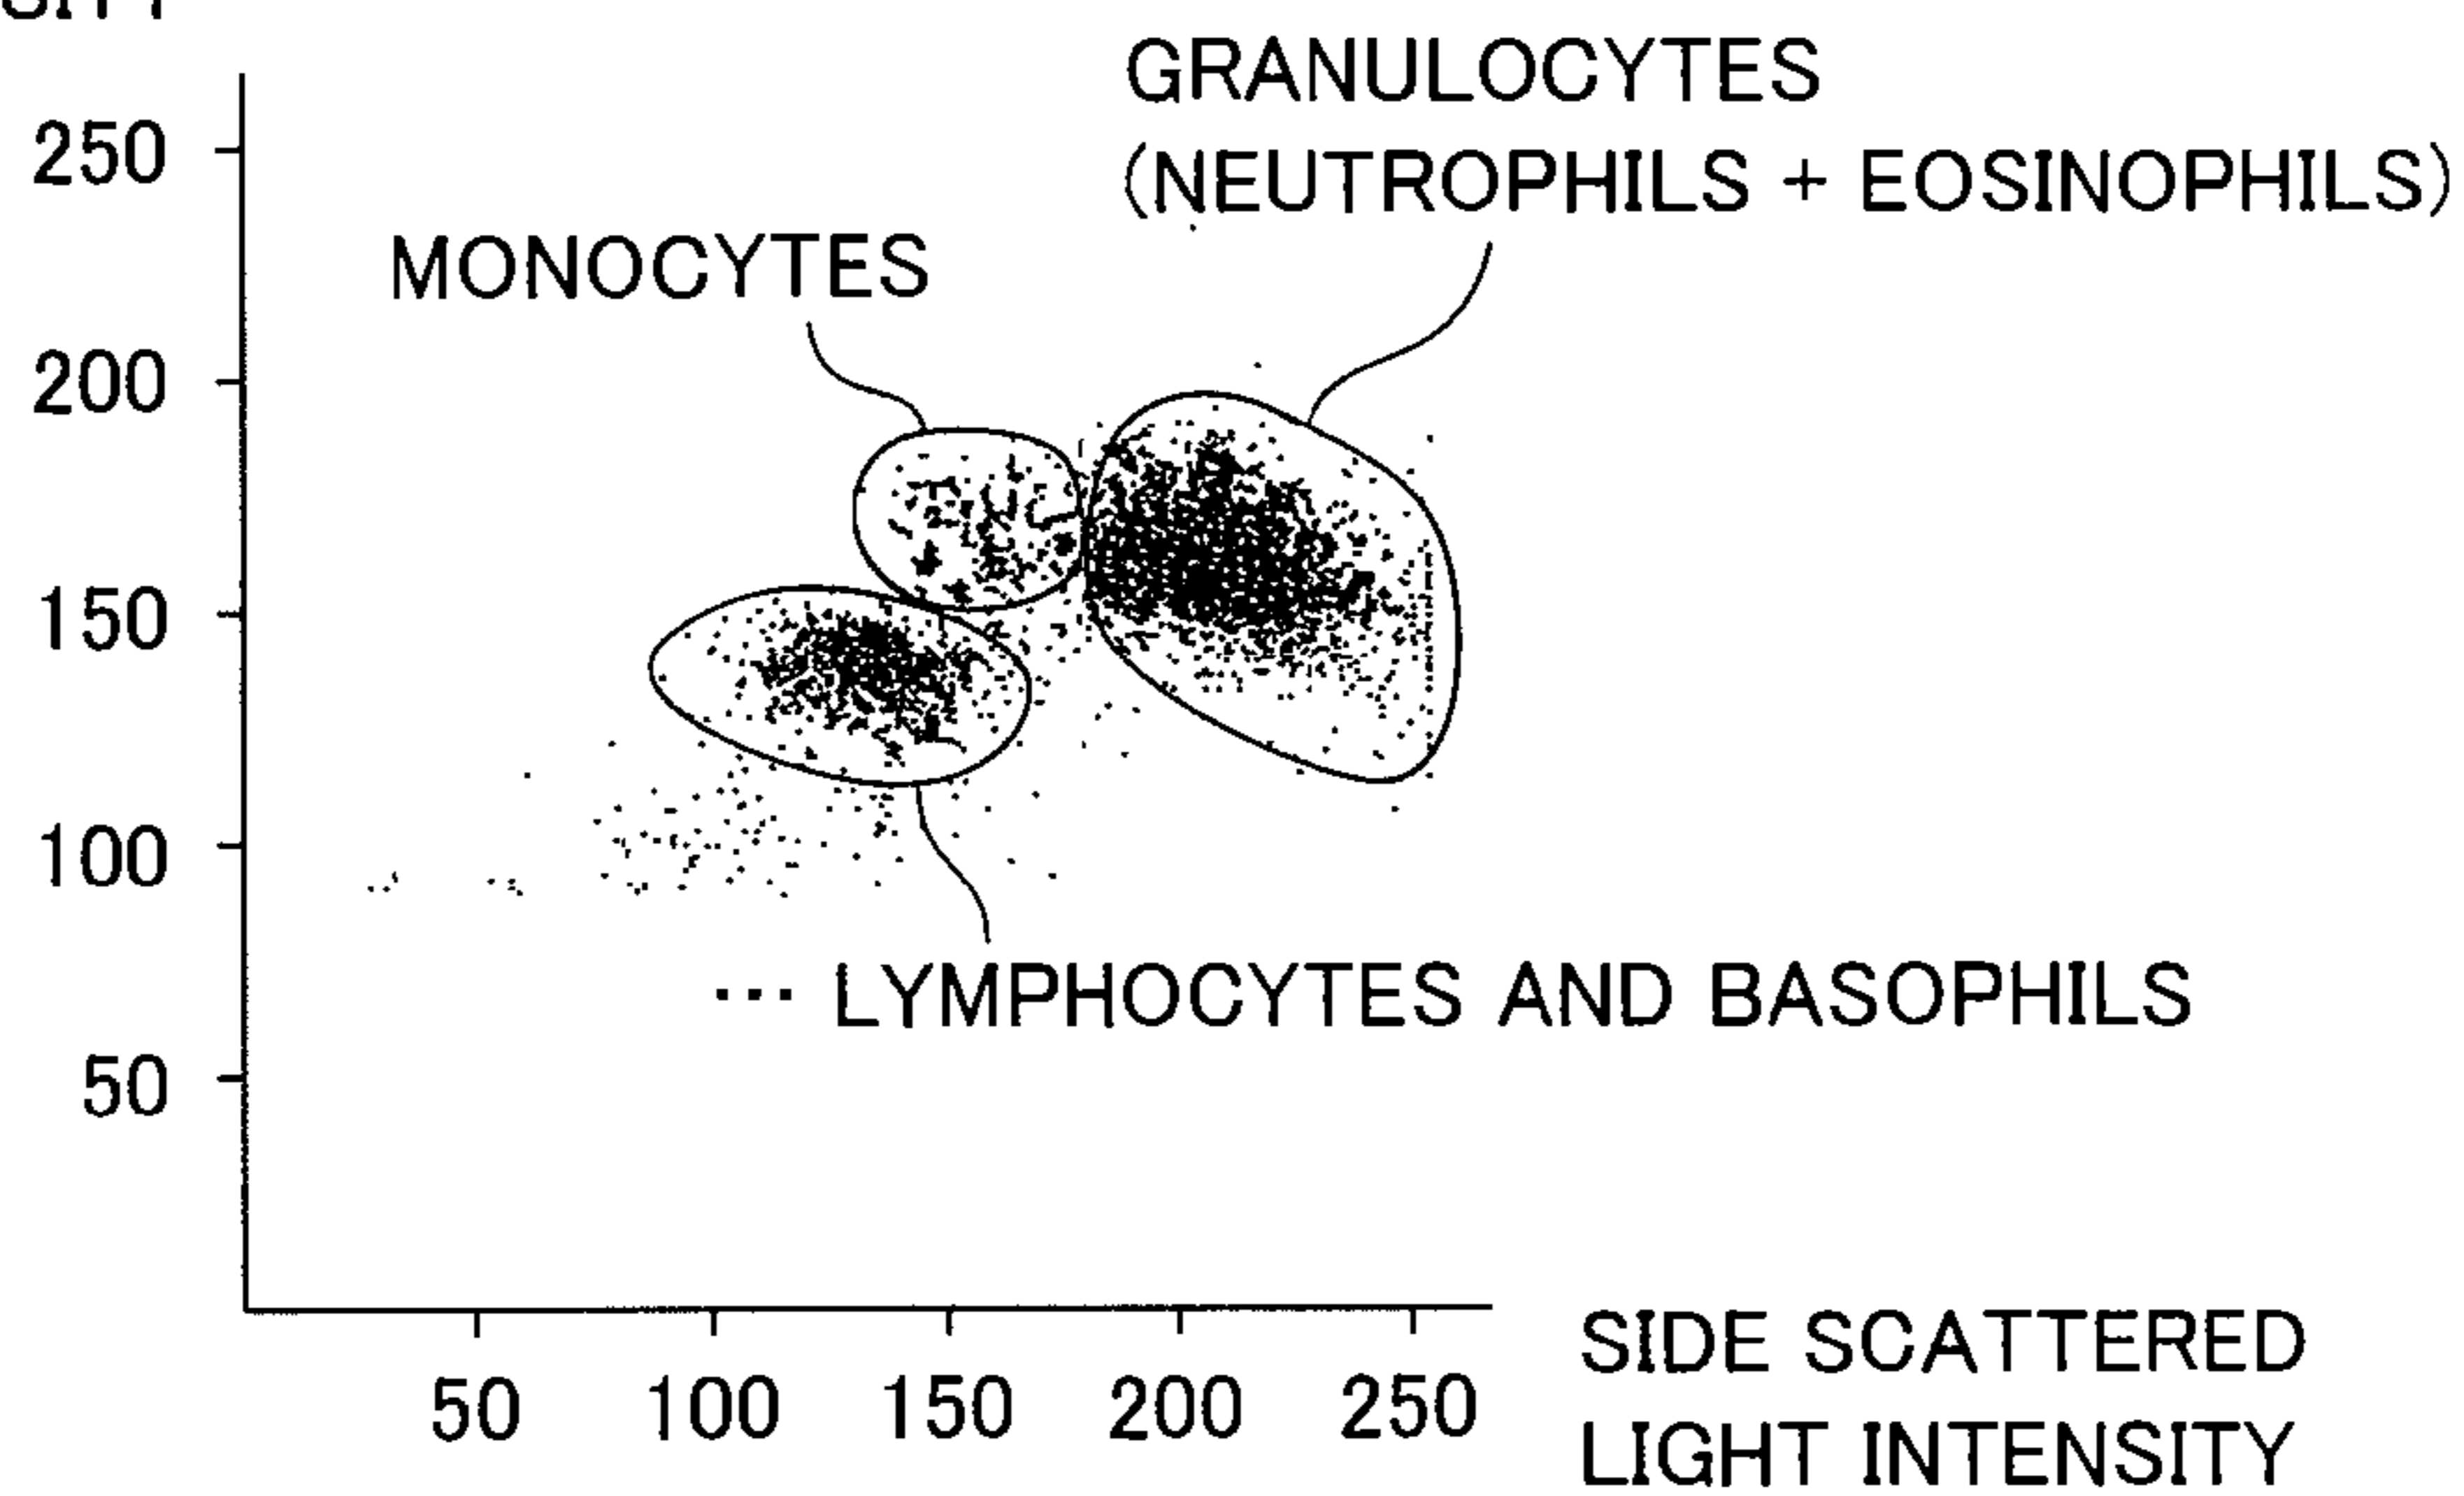 GRANULOCYTES
(NEUTROPHILS + EOSINOPHILS)
MONOCYTES
250
200
150
100
50
LYMPHOCYTES AND BASOPHILS
50 100 150 200 250
SIDE SCATTERED
LIGHT INTENSITY